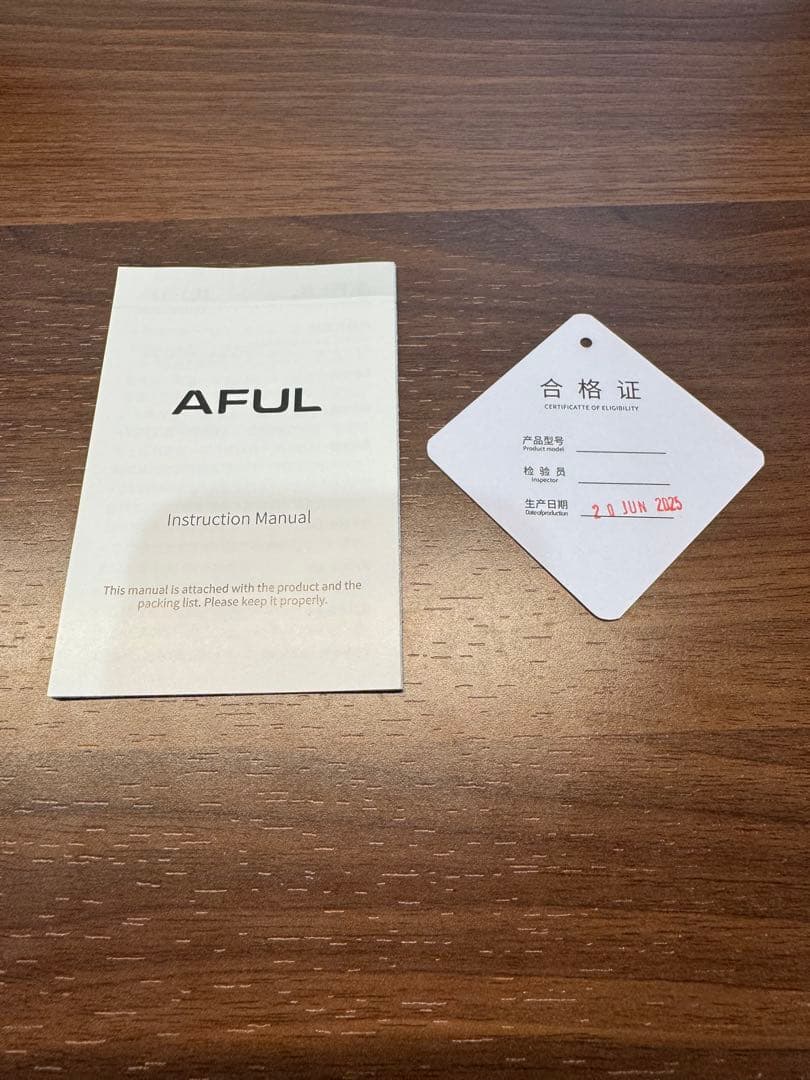 AFUL
Instruction Manual
This manual is attached with the product and the
packing list. Please keep it properly.
合格证
CERTIFICATTE OF ELIGIBILITY
产品型号
Product model
检验员
Inspector
生产日期
Dateofproduction
20 JUN 2025